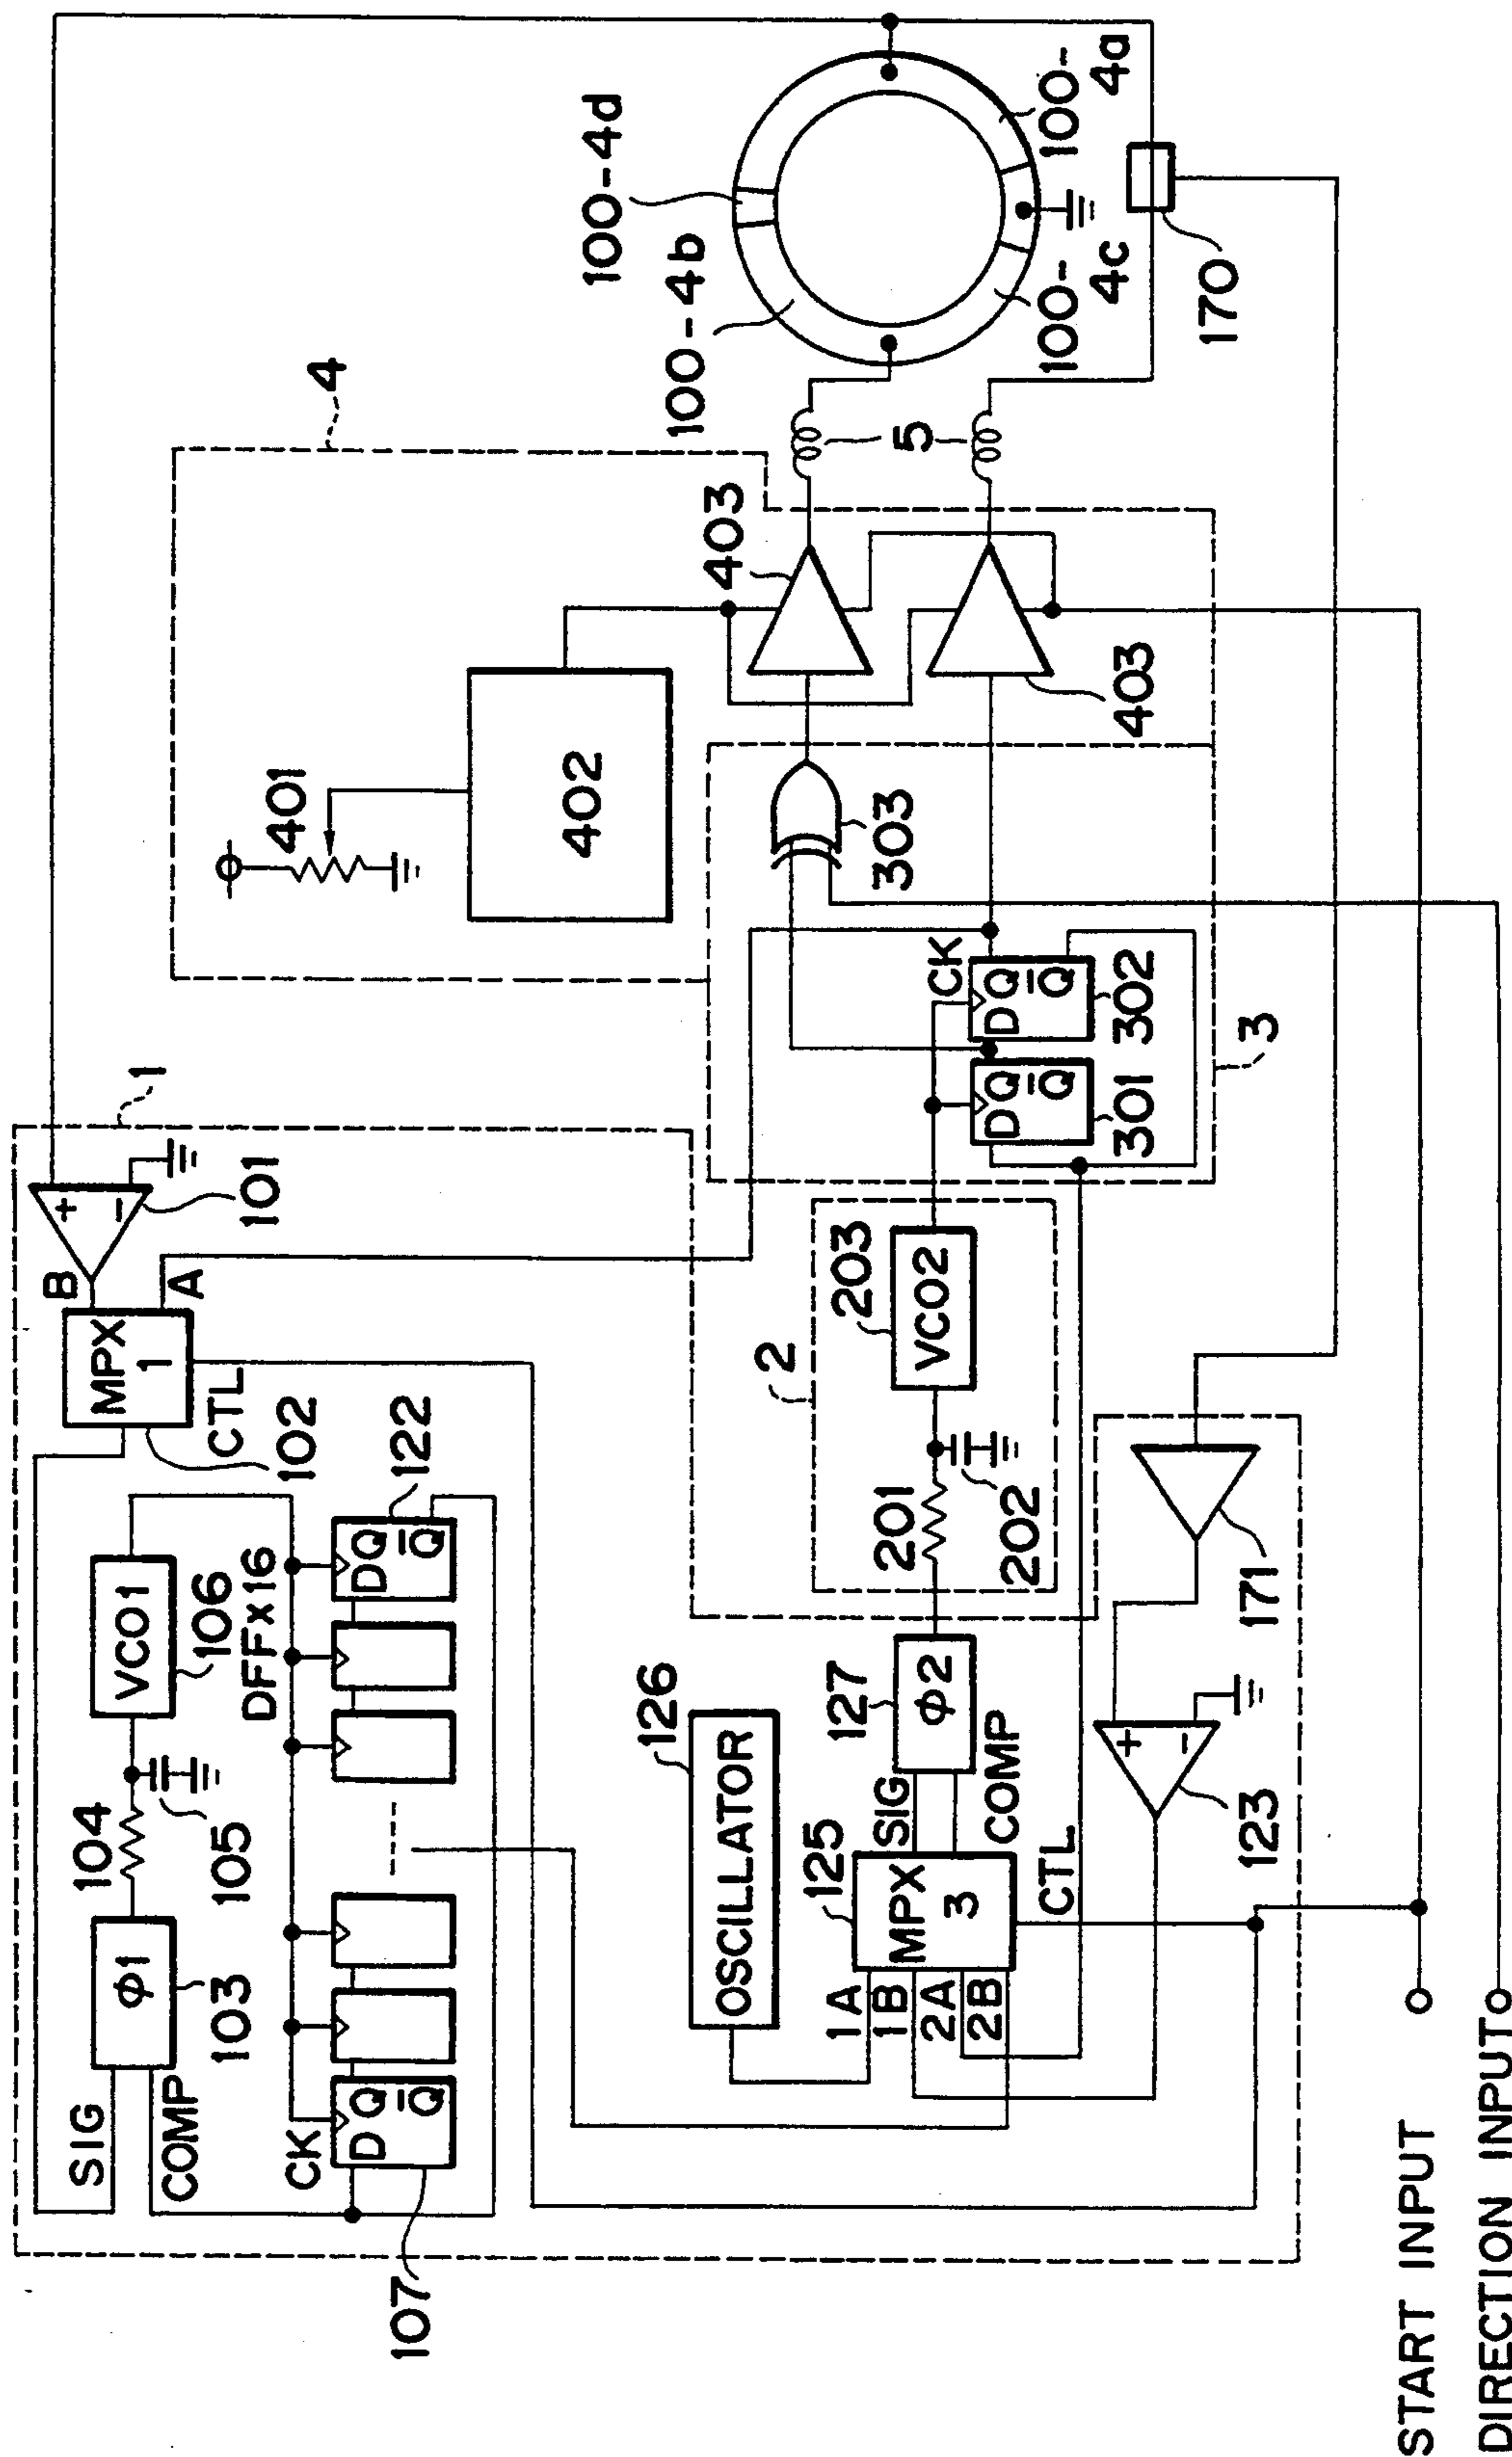 1
B
+
-
101
MPX
1
A
CTL
102
SIG
COMP
φ1
103
104
105
VCO1
106
DFF×16
CK
D Q
Q̅
107
D Q
Q̅
122
OSCILLATOR
126
1A
1B
2A
2B
MPX
3
125
CTL
SIG
COMP
φ2
127
2
201
202
VCO2
203
+
-
123
171
3
D Q
Q̅
301
CK
D Q
Q̅
302
303
4
401
402
403
403
5
100-4d
100-4b
100-
4c
100-
4a
170
START INPUT
DIRECTION INPUT